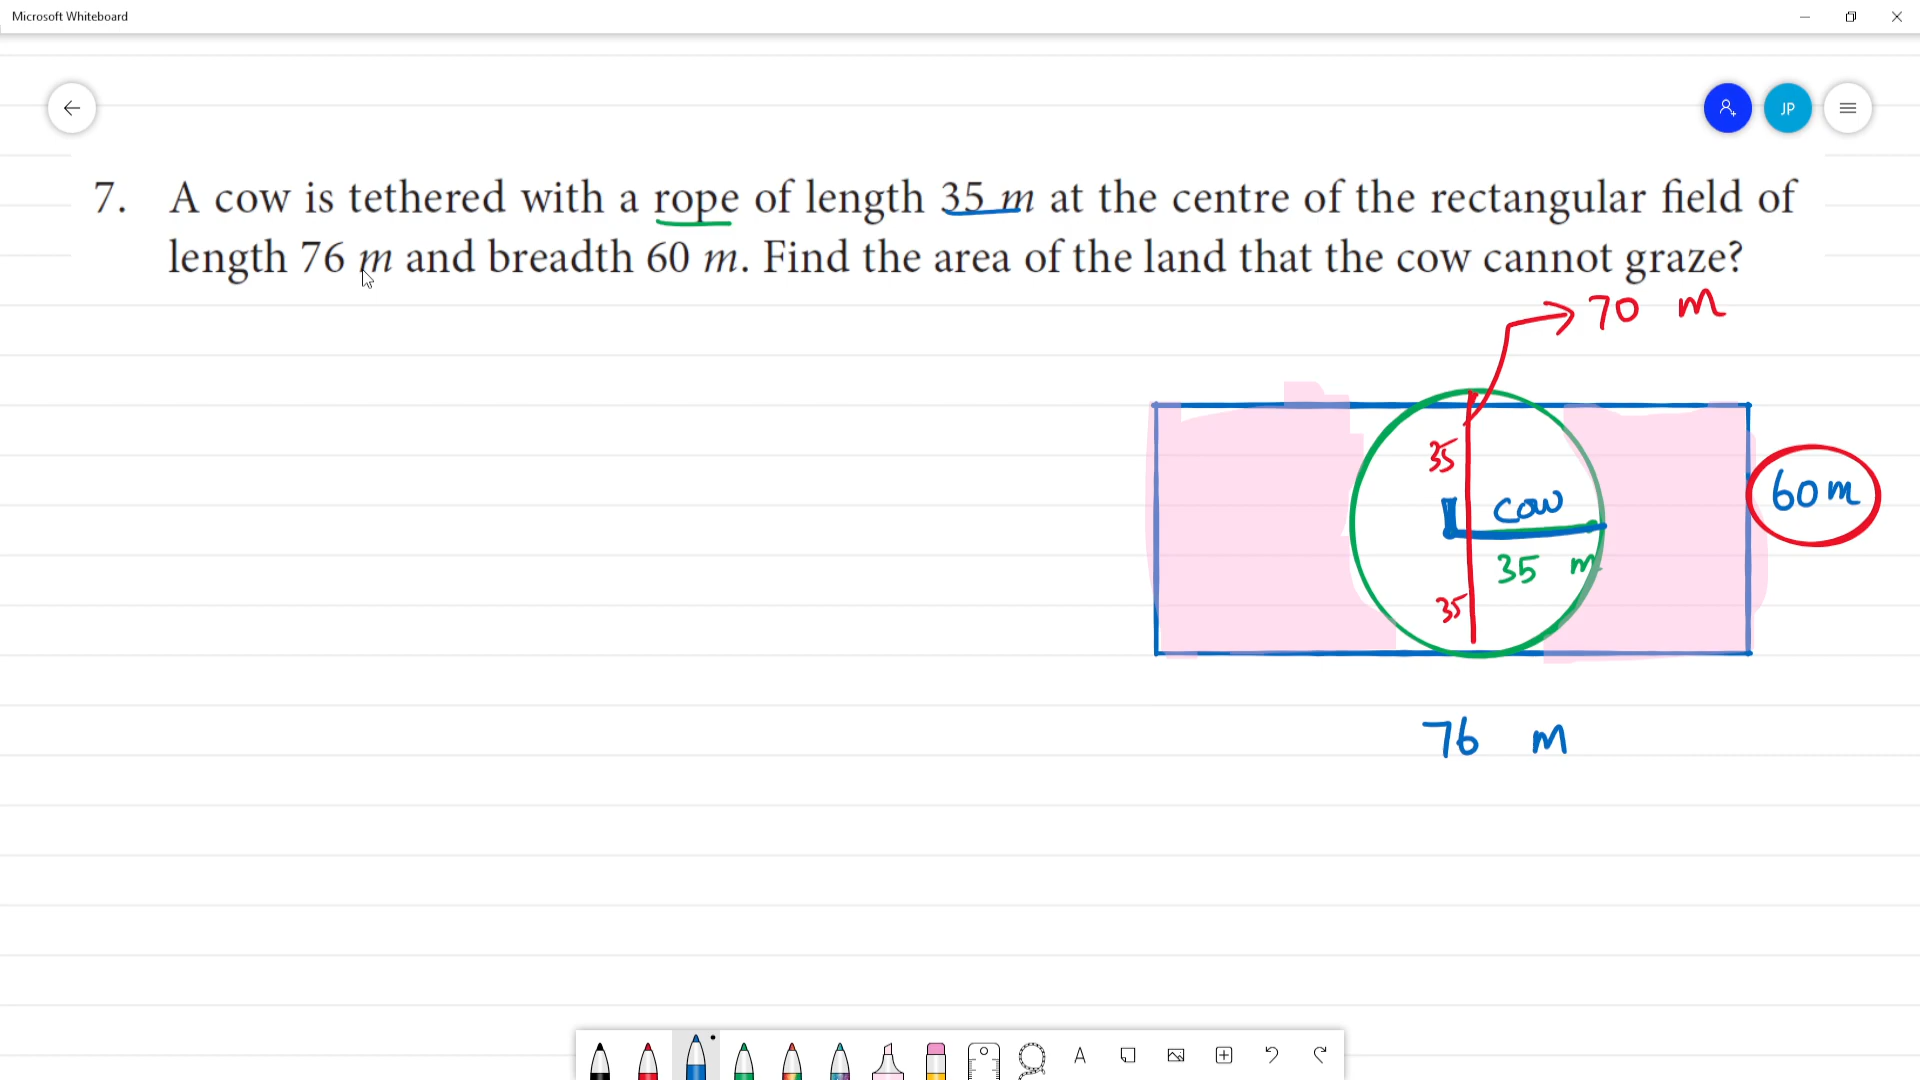 Microsoft Whiteboard
JP
7. A cow is tethered with a rope of length 35 m at the centre of the rectangular field of
length 76 m and breadth 60 m. Find the area of the land that the cow cannot graze?
70 m
35
60 m
cow
35 m
35
76 m
A